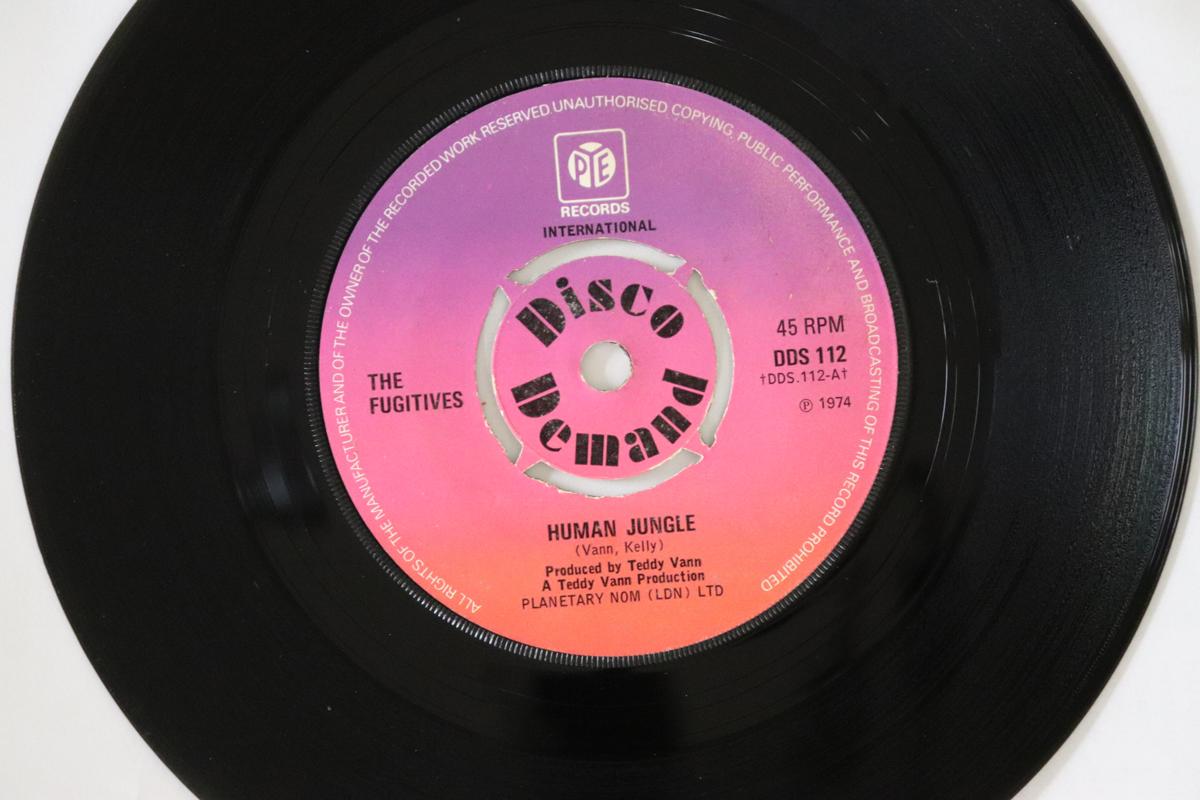 ALL RIGHTS OF THE MANUFACTURER AND OF THE OWNER OF THE RECORDED WORK RESERVED. UNAUTHORISED COPYING, PUBLIC PERFORMANCE AND BROADCASTING OF THIS RECORD PROHIBITED
PYE
RECORDS
INTERNATIONAL
Disco
Demand
THE
FUGITIVES
45 RPM
DDS 112
†DDS.112-A†
℗ 1974
HUMAN JUNGLE
(Vann, Kelly)
Produced by Teddy Vann
A Teddy Vann Production
PLANETARY NOM (LDN) LTD